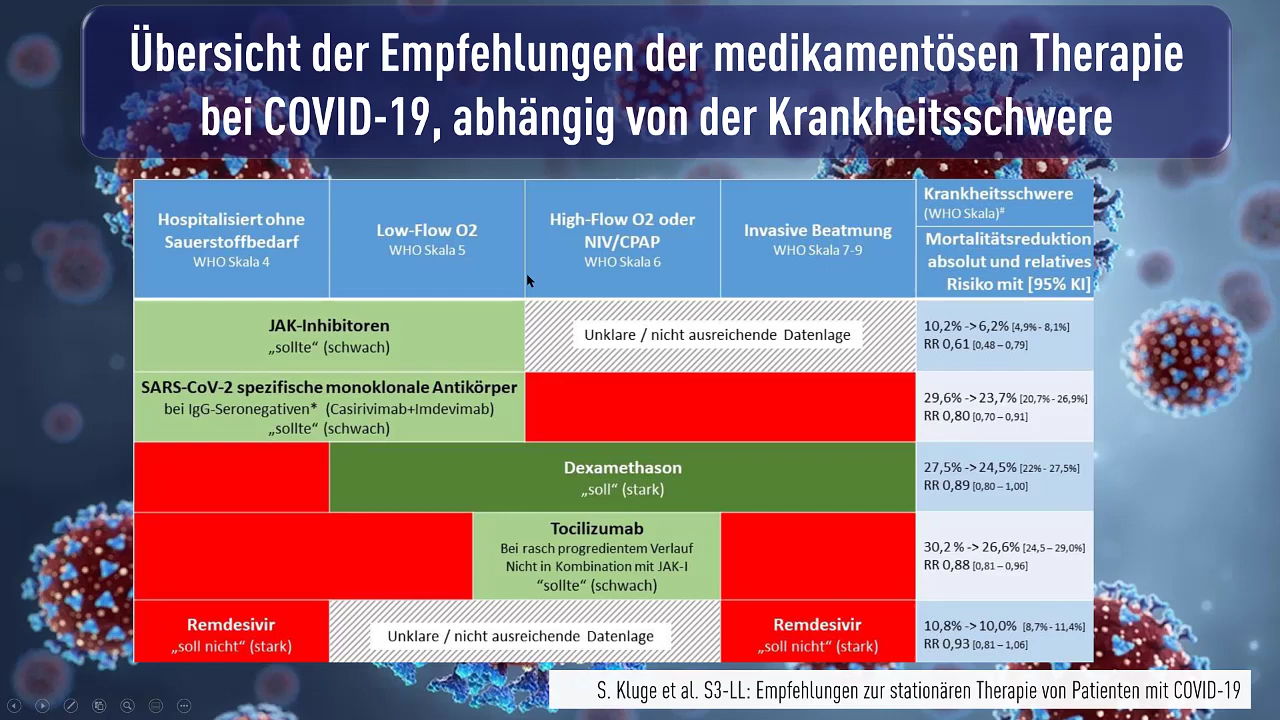 Übersicht der Empfehlungen der medikamentösen Therapie
bei COVID-19, abhängig von der Krankheitsschwere
Hospitalisiert ohne
Sauerstoffbedarf
WHO Skala 4
Low-Flow O2
WHO Skala 5
High-Flow O2 oder
NIV/CPAP
WHO Skala 6
Invasive Beatmung
WHO Skala 7-9
Krankheitsschwere
(WHO Skala)#
Mortalitätsreduktion
absolut und relatives
Risiko mit [95% KI]
JAK-Inhibitoren
„sollte“ (schwach)
Unklare / nicht ausreichende Datenlage
10,2% -> 6,2% [4,9% - 8,1%]
RR 0,61 [0,48 – 0,79]
SARS-CoV-2 spezifische monoklonale Antikörper
bei IgG-Seronegativen* (Casirivimab+Imdevimab)
„sollte“ (schwach)
29,6% -> 23,7% [20,7% - 26,9%]
RR 0,80 [0,70 – 0,91]
Dexamethason
„soll“ (stark)
27,5% -> 24,5% [22% - 27,5%]
RR 0,89 [0,80 – 1,00]
Tocilizumab
Bei rasch progredientem Verlauf
Nicht in Kombination mit JAK-I
“sollte“ (schwach)
30,2 % -> 26,6% [24,5 – 29,0%]
RR 0,88 [0,81 – 0,96]
Remdesivir
„soll nicht“ (stark)
Unklare / nicht ausreichende Datenlage
Remdesivir
„soll nicht“ (stark)
10,8% -> 10,0% [8,7% - 11,4%]
RR 0,93 [0,81 – 1,06]
S. Kluge et al. S3-LL: Empfehlungen zur stationären Therapie von Patienten mit COVID-19